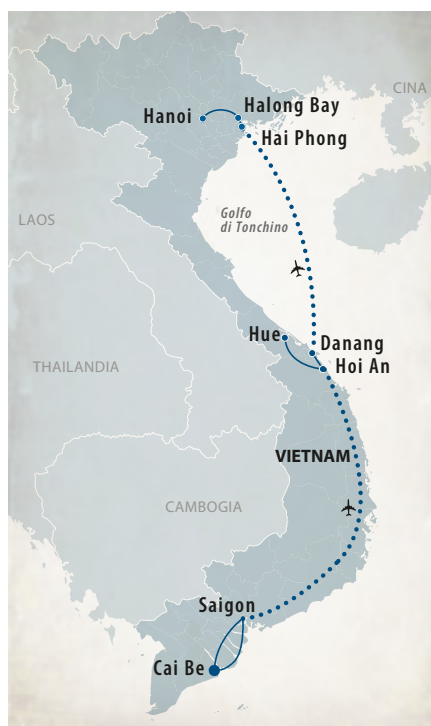 CINA
Halong Bay
Hanoi
Hai Phong
LAOS
Golfo
di Tonchino
Hue
Danang
Hoi An
THAILANDIA
VIETNAM
CAMBOGIA
Saigon
Cai Be